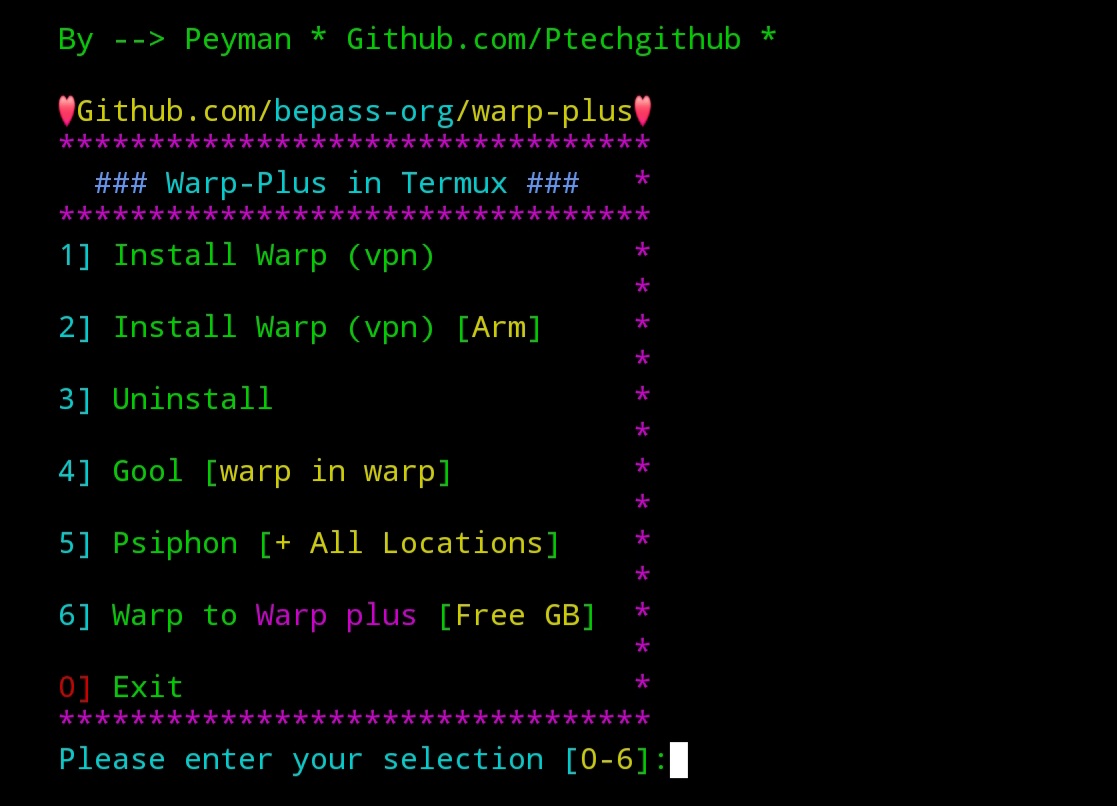 By --> Peyman * Github.com/Ptechgithub *
♥Github.com/bepass-org/warp-plus♥
*********************************
### Warp-Plus in Termux ### *
*********************************
1] Install Warp (vpn) *
*
2] Install Warp (vpn) [Arm] *
*
3] Uninstall *
*
4] Gool [warp in warp] *
*
5] Psiphon [+ All Locations] *
*
6] Warp to Warp plus [Free GB] *
*
0] Exit *
*********************************
Please enter your selection [0-6]: